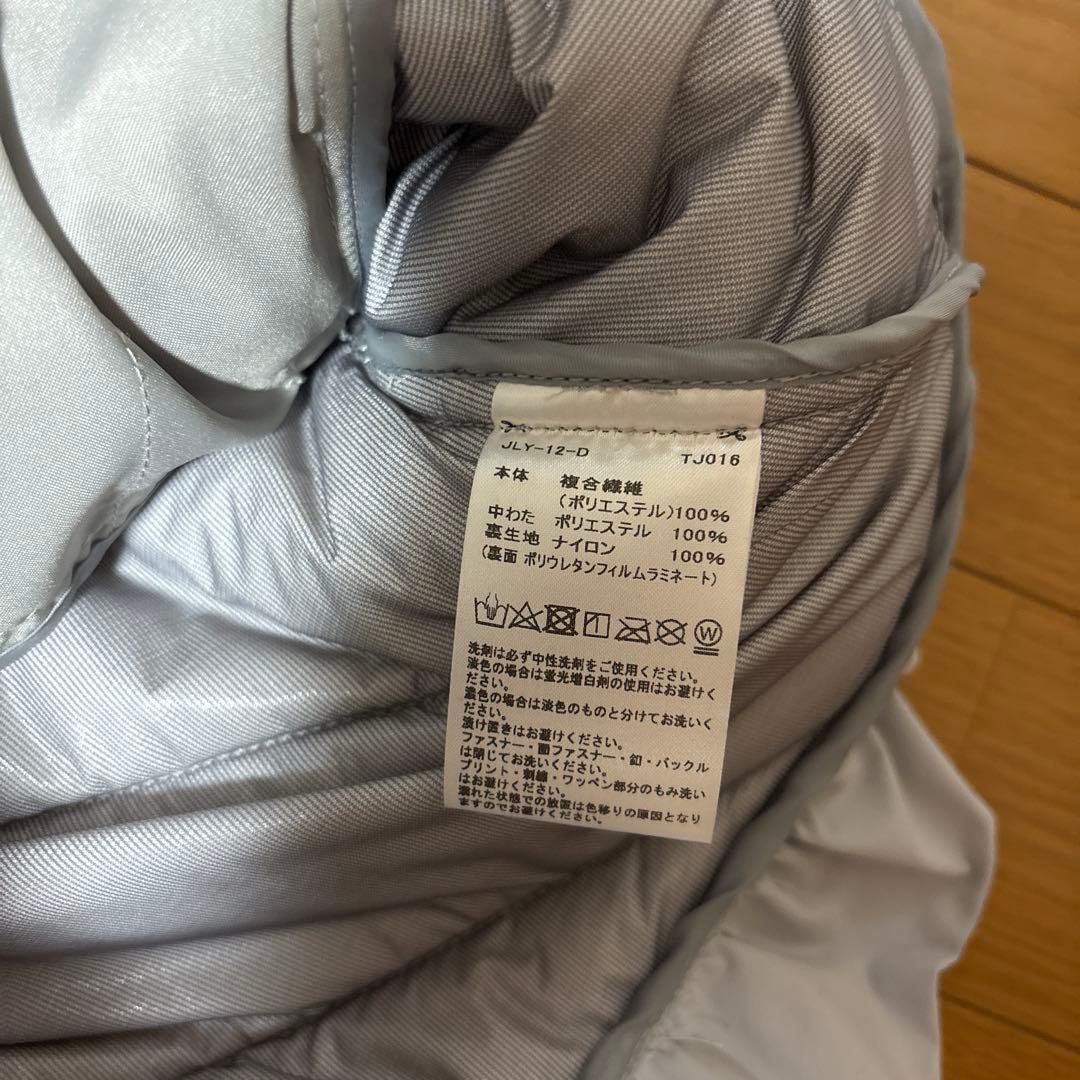 JLY-12-D TJ016
本体 複合繊維
(ポリエステル)100%
中わた ポリエステル 100%
裏生地 ナイロン 100%
(裏面 ポリウレタンフィルムラミネート)
W
洗剤は必ず中性洗剤をご使用ください。
淡色の場合は蛍光増白剤の使用はお避けく
ださい。
濃色の場合は淡色のものと分けてお洗いく
ださい。
漬け置きはお避けください。
ファスナー・面ファスナー・釦・バックル
は閉じてお洗いください。
プリント・刺繍・ワッペン部分のもみ洗い
はお避けください。
濡れた状態での放置は色移りの原因となり
ますのでお避けください。